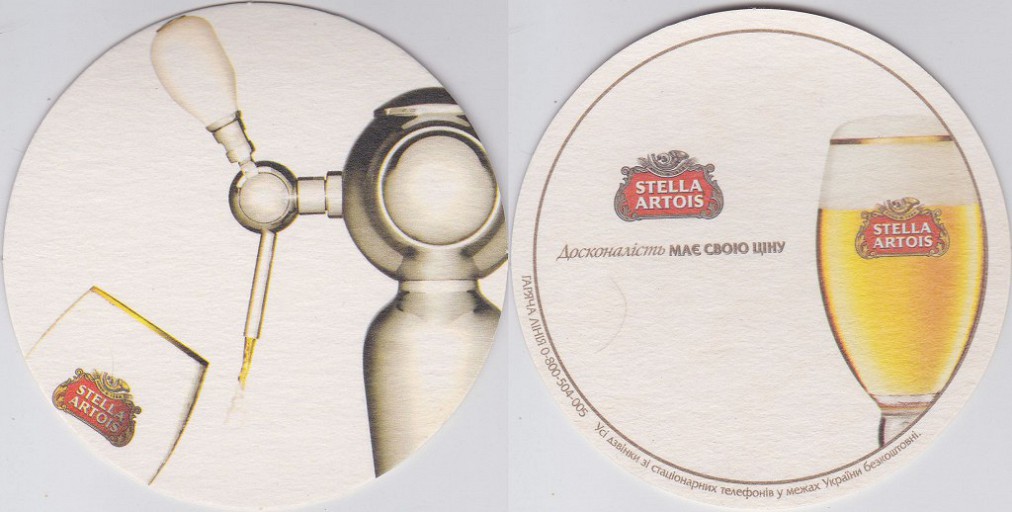 STELLA
ARTOIS
STELLA
ARTOIS
STELLA
ARTOIS
Досконалість МАЄ СВОЮ ЦІНУ
ГАРЯЧА ЛІНІЯ 0-800-504-005
Усі дзвінки зі стаціонарних телефонів у межах України безкоштовні.